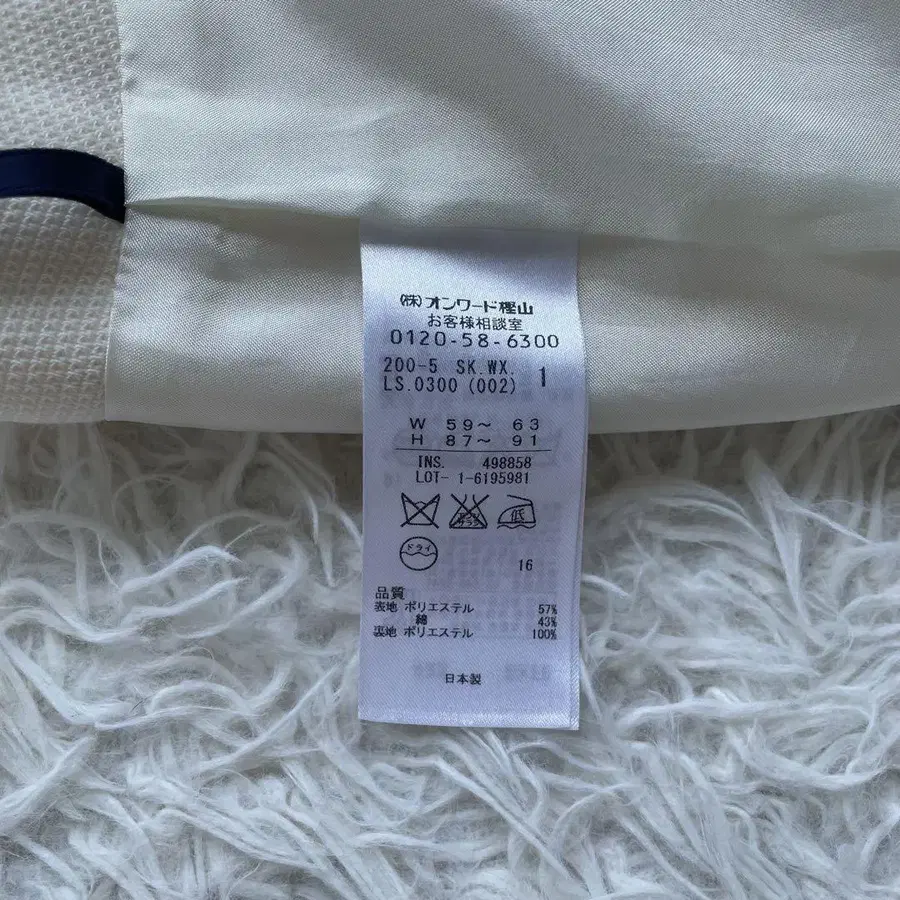 (株)オンワード樫山
お客様相談室
0120-58-6300
200-5 SK.WX. 1
LS.0300 (002)
W 59〜 63
H 87〜 91
INS. 498858
LOT- 1-6195981
低
ドライ
16
品質
表地 ポリエステル 57%
綿 43%
裏地 ポリエステル 100%
日本製